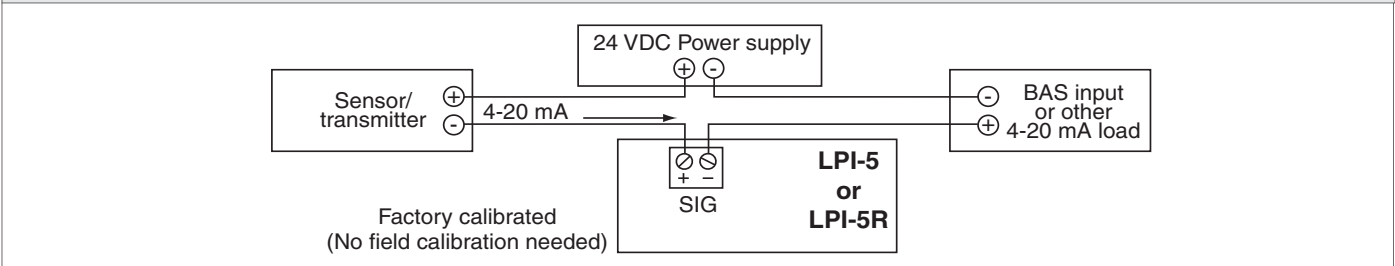 24 VDC Power supply
+ -
Sensor/
transmitter
+
-
4-20 mA
BAS input
or other
4-20 mA load
-
+
+ −
SIG
LPI-5
or
LPI-5R
Factory calibrated
(No field calibration needed)